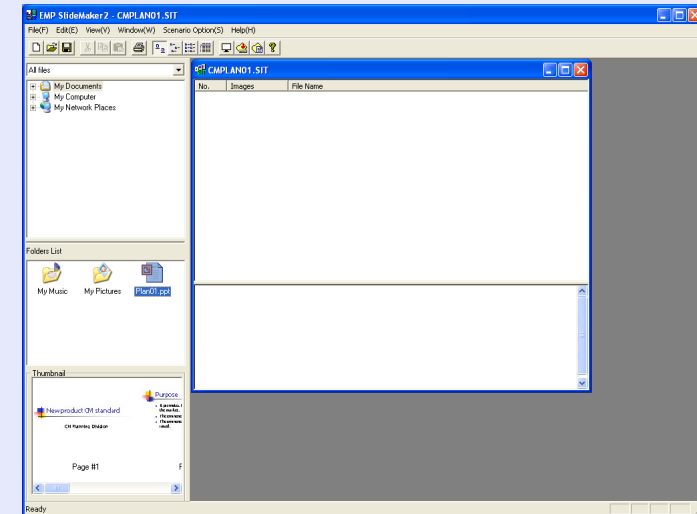 EMP SlideMaker2 - CMPLAN01.SIT
File(F) Edit(E) View(V) Window(W) Scenario Option(S) Help(H)
All files
My Documents
My Computer
My Network Places
CMPLAN01.SIT
No. Images File Name
Folders List
My Music My Pictures Plan01.ppt
Thumbnail
Purpose
New product CM standard
CM Planning Division
Page #1
Ready